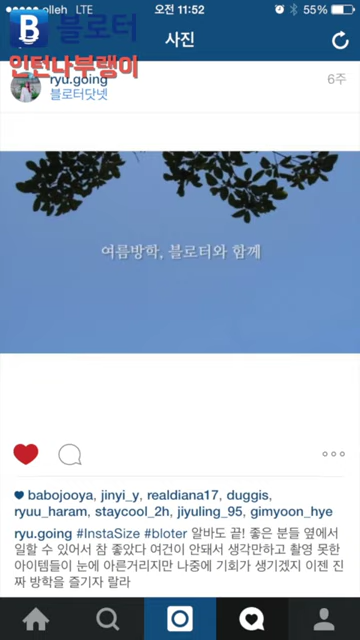 olleh LTE 오전 11:52 55%
B 블로터
사진
인턴나부랭이
ryu.going 6주
블로터닷넷
여름방학, 블로터와 함께
babojooya, jinyi_y, realdiana17, duggis,
ryuu_haram, staycool_2h, jiyuling_95, gimyoon_hye
ryu.going #InstaSize #bloter 알바도 끝! 좋은 분들 옆에서
일할 수 있어서 참 좋았다 여건이 안돼서 생각만하고 촬영 못한
아이템들이 눈에 아른거리지만 나중에 기회가 생기겠지 이젠 진
짜 방학을 즐기자 랄라